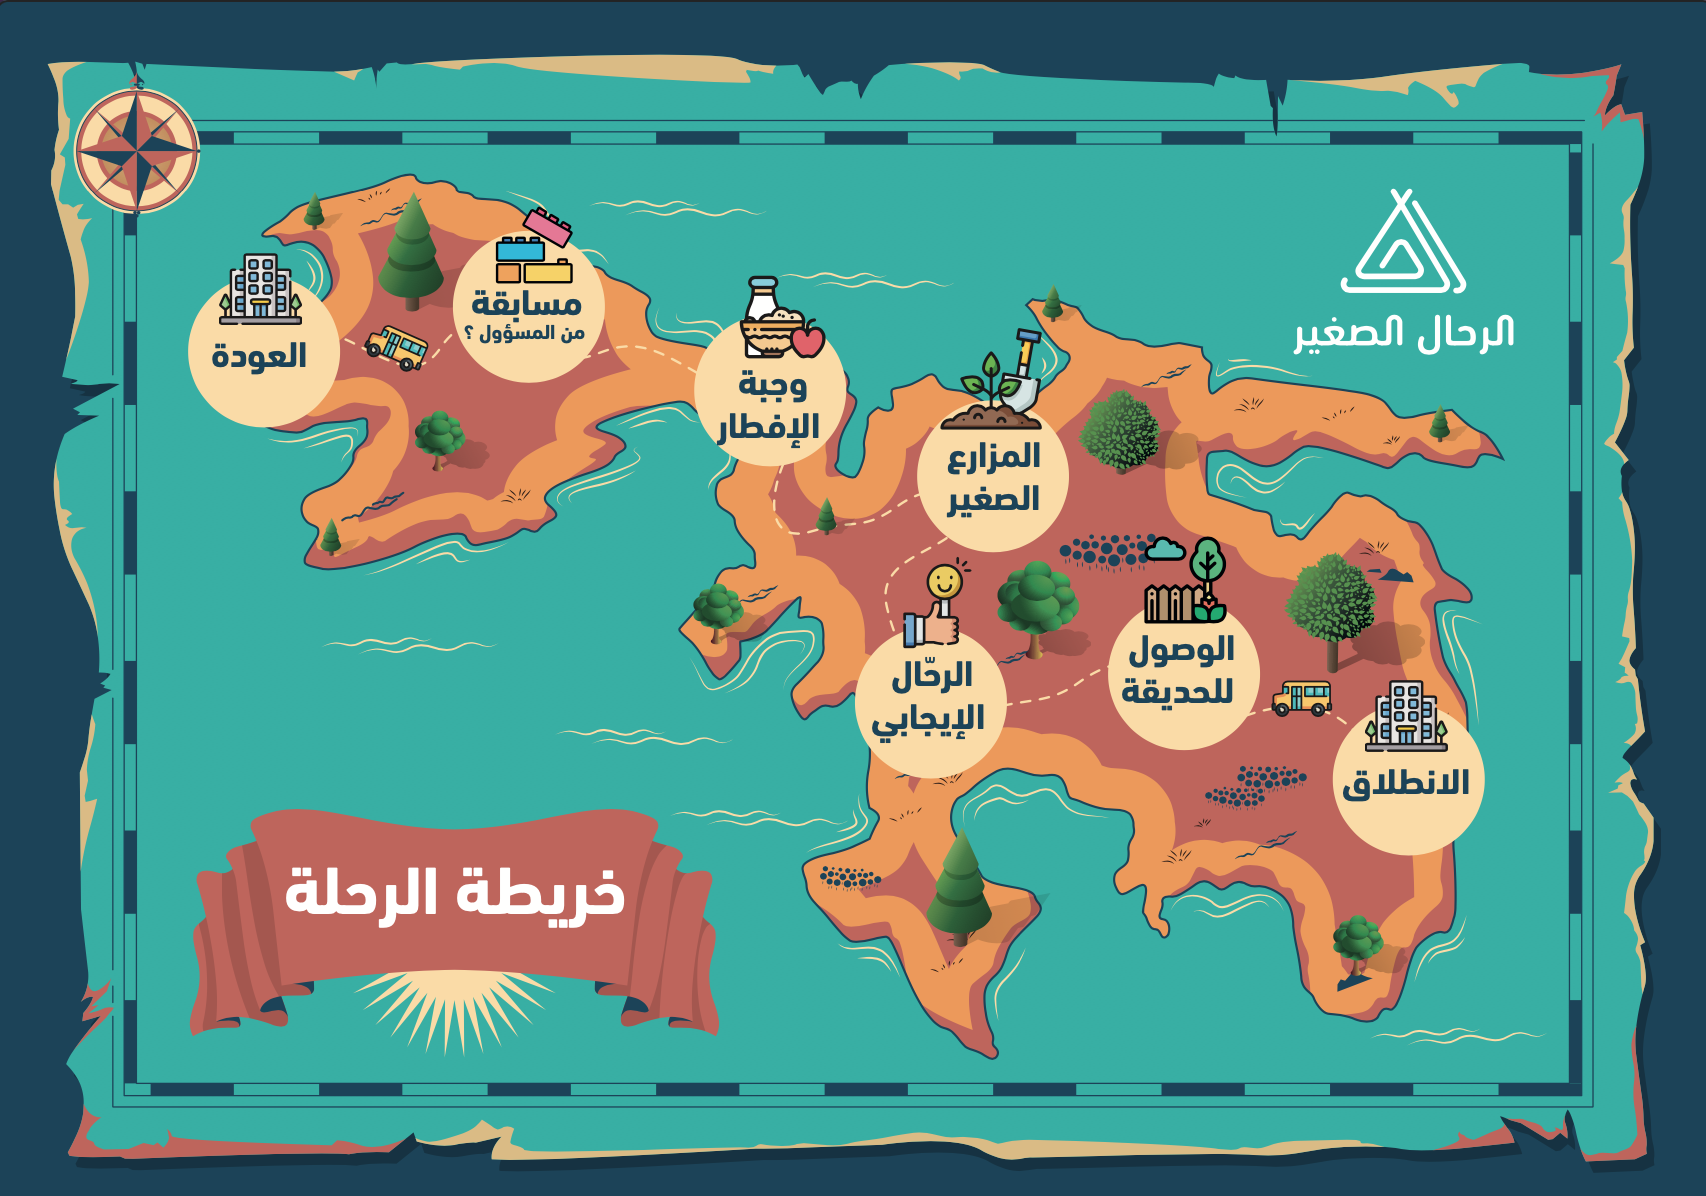 الرحال الصغير
الانطلاق
الوصول
للحديقة
الرحّال
الإيجابي
المزارع
الصغير
وجبة
الإفطار
مسابقة
من المسؤول ؟
العودة
خريطة الرحلة